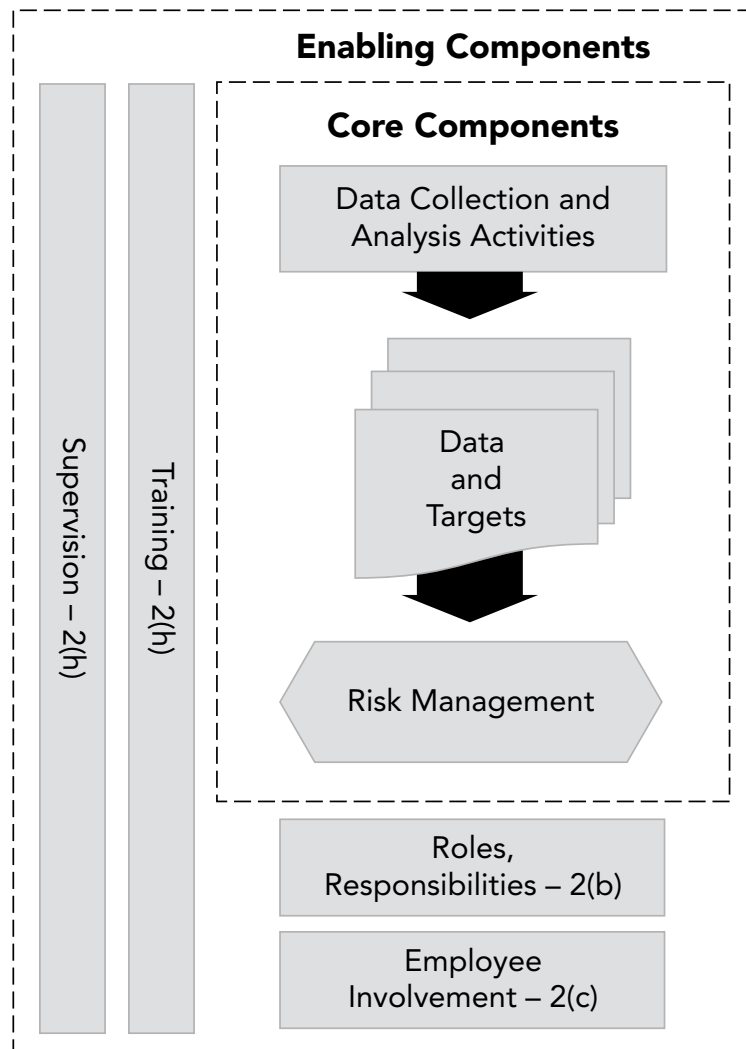 Enabling Components
Supervision – 2(h)
Training – 2(h)
Core Components
Data Collection and
Analysis Activities
Data
and
Targets
Risk Management
Roles,
Responsibilities – 2(b)
Employee
Involvement – 2(c)